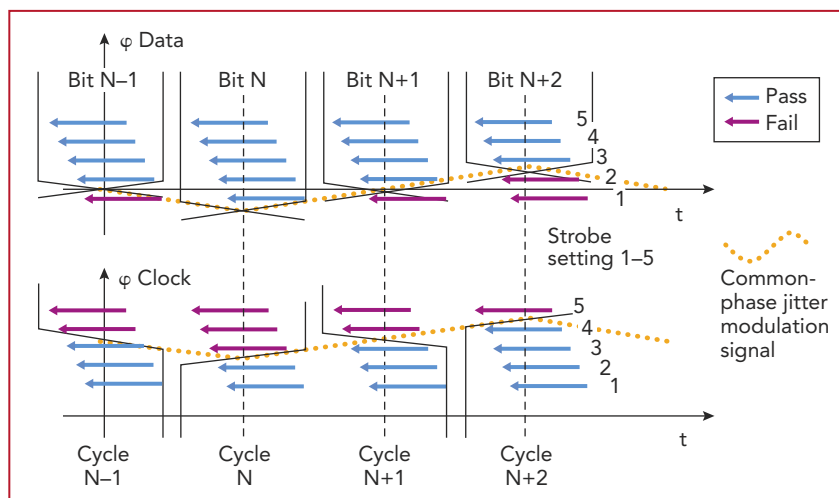 φ Data
Bit N–1 Bit N Bit N+1 Bit N+2
Pass
Fail
5
4
3
2
1
t
Strobe
setting 1–5
φ Clock
Common-
phase jitter
modulation
signal
5
4
3
2
1
t
Cycle
N–1
Cycle
N
Cycle
N+1
Cycle
N+2